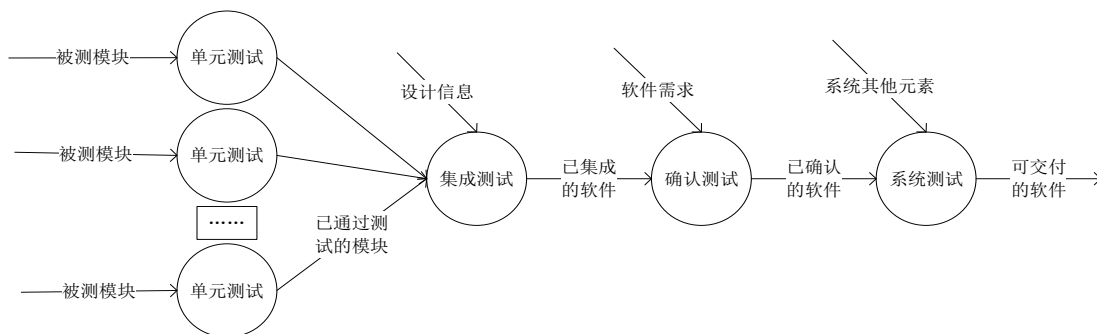 被测模块
单元测试
被测模块
单元测试
……
被测模块
单元测试
已通过测
试的模块
设计信息
集成测试
已集成
的软件
软件需求
确认测试
已确认
的软件
系统其他元素
系统测试
可交付
的软件